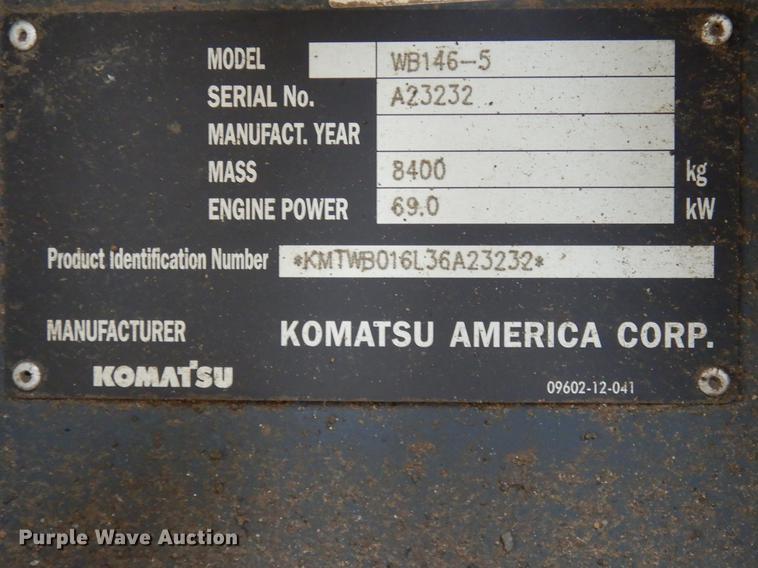 MODEL WB146-5
SERIAL No. A23232
MANUFACT. YEAR
MASS 8400 kg
ENGINE POWER 69.0 kW
Product Identification Number *KMTWB016L36A23232*
MANUFACTURER KOMATSU AMERICA CORP.
KOMATSU 09602-12-041
Purple Wave Auction